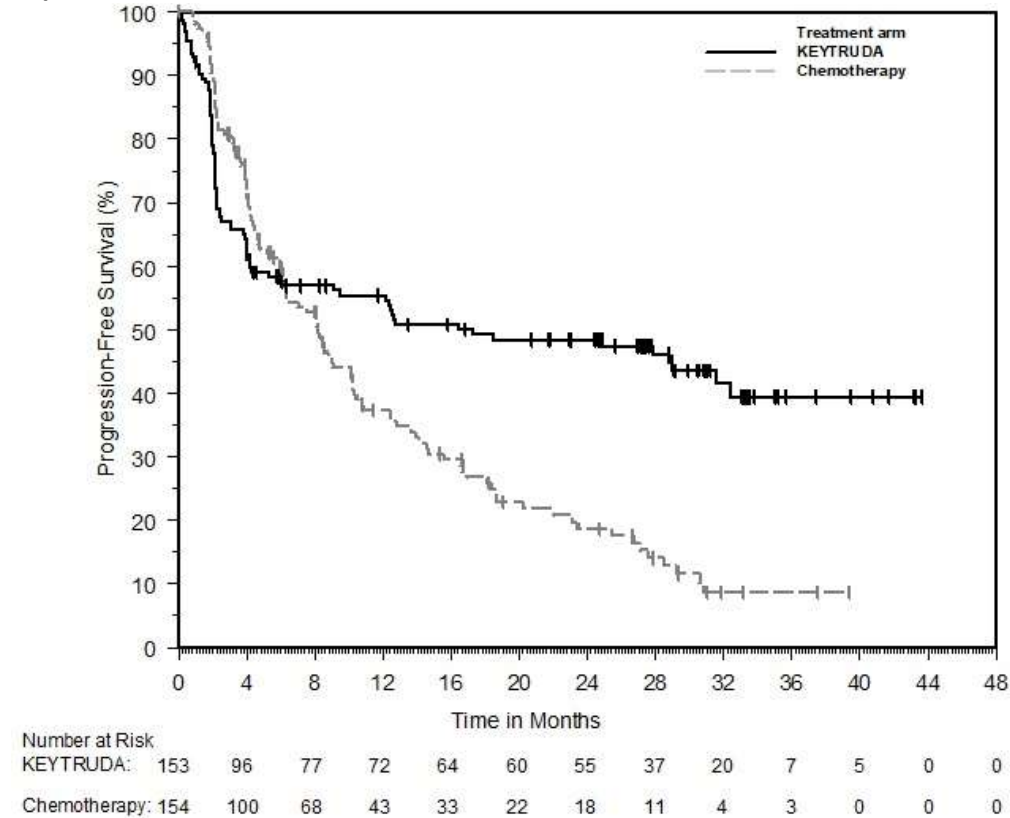 Treatment arm
KEYTRUDA
Chemotherapy
Progression-Free Survival (%)
100
90
80
70
60
50
40
30
20
10
0
0 4 8 12 16 20 24 28 32 36 40 44 48
Time in Months
Number at Risk
KEYTRUDA: 153 96 77 72 64 60 55 37 20 7 5 0 0
Chemotherapy: 154 100 68 43 33 22 18 11 4 3 0 0 0